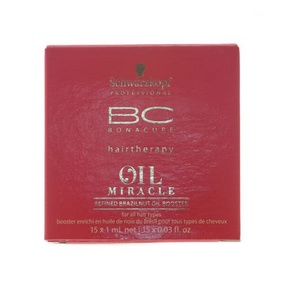 Schwarzkopf
PROFESSIONAL
BC
BONACURE
hairtherapy
OIL
MiRACLE
REFINED BRAZILNUT OIL BOOSTER
for all hair types
booster enrichi en huile de noix du Brésil pour tous types de cheveux
15 x 1 mL net | 15 x 0.03 fl. oz.